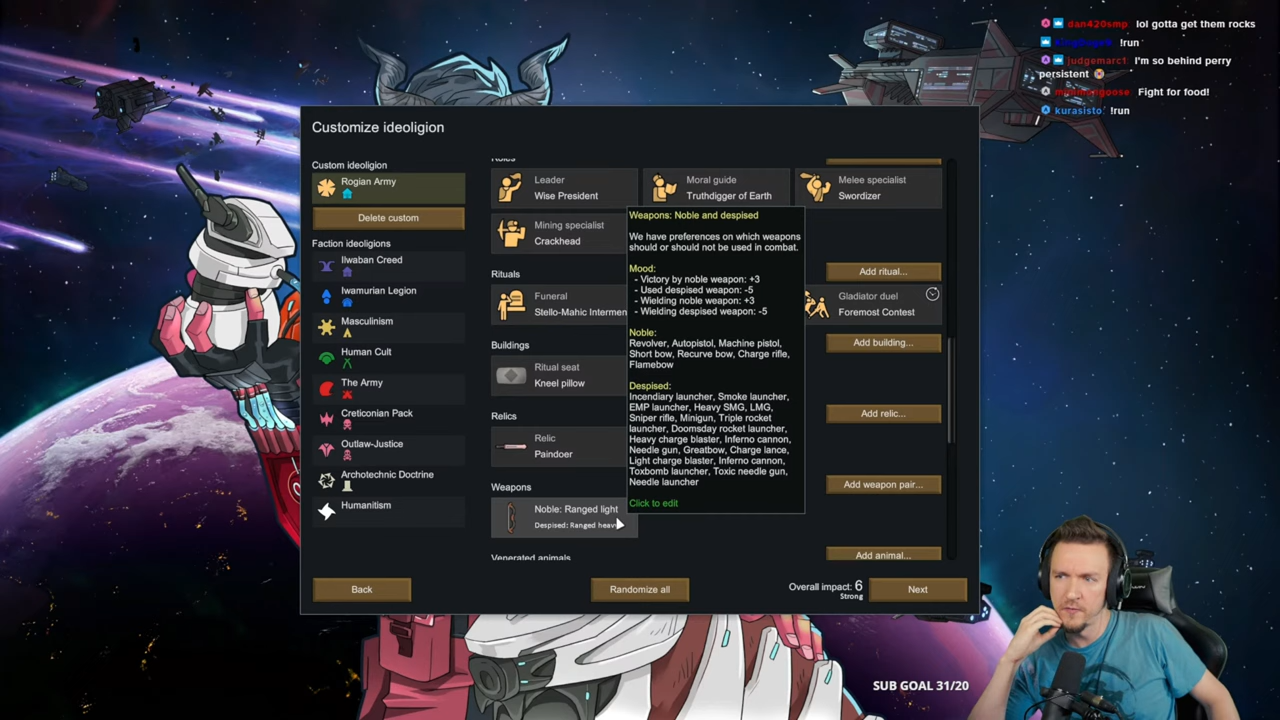 dan420smp lol gotta get them rocks
!run
judgemarc1: I'm so behind perry
persistent
Fight for food!
kurasisto: !run
Customize ideoligion
Custom ideoligion
Rogian Army
Delete custom
Faction ideoligions
Ilwaban Creed
Iwamurian Legion
Masculinism
Human Cult
The Army
Creticonian Pack
Outlaw-Justice
Archotechnic Doctrine
Humanitism
Roles
Leader
Wise President
Moral guide
Truthdigger of Earth
Melee specialist
Swordizer
Mining specialist
Crackhead
Rituals
Add ritual...
Funeral
Stello-Mahic Intermen
Gladiator duel
Foremost Contest
Buildings
Add building...
Ritual seat
Kneel pillow
Relics
Add relic...
Relic
Paindoer
Weapons
Add weapon pair...
Noble: Ranged light
Despised: Ranged heavy
Venerated animals
Add animal...
Weapons: Noble and despised
We have preferences on which weapons
should or should not be used in combat.
Mood:
- Victory by noble weapon: +3
- Used despised weapon: -5
- Wielding noble weapon: +3
- Wielding despised weapon: -5
Noble:
Revolver, Autopistol, Machine pistol,
Short bow, Recurve bow, Charge rifle,
Flamebow
Despised:
Incendiary launcher, Smoke launcher,
EMP launcher, Heavy SMG, LMG,
Sniper rifle, Minigun, Triple rocket
launcher, Doomsday rocket launcher,
Heavy charge blaster, Inferno cannon,
Needle gun, Greatbow, Charge lance,
Light charge blaster, Inferno cannon,
Toxbomb launcher, Toxic needle gun,
Needle launcher
Click to edit
Back
Randomize all
Overall impact: 6
Strong
Next
SUB GOAL 31/20